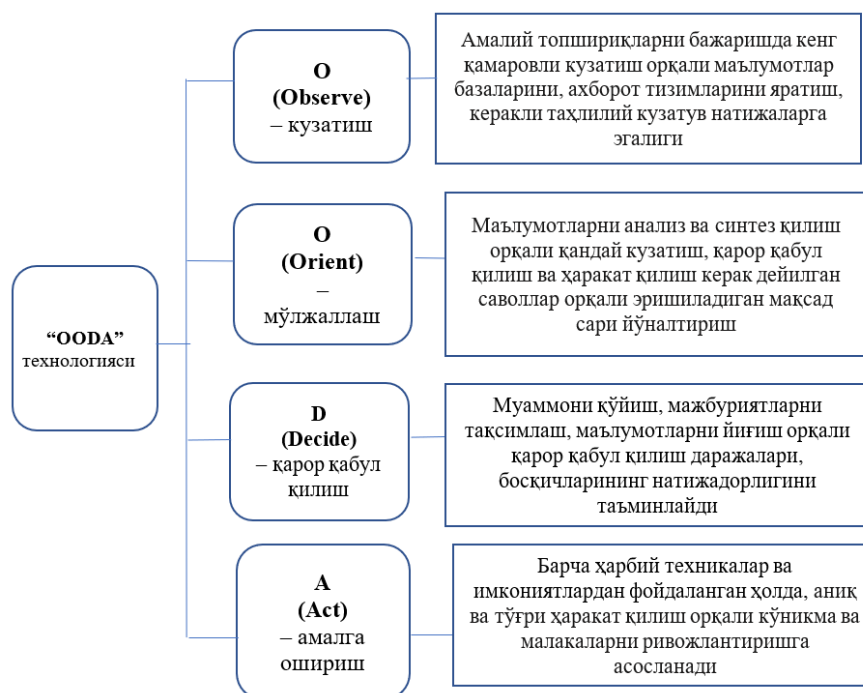 O
(Observe)
– кузатиш
Амалий топшириқларни бажаришда кенг
қамровли кузатиш орқали маълумотлар
базаларини, ахборот тизимларини яратиш,
керакли таҳлилий кузатув натижаларга
эгалиги
O
(Orient)
–
мўлжаллаш
Маълумотларни анализ ва синтез қилиш
орқали қандай кузатиш, қарор қабул
қилиш ва ҳаракат қилиш керак дейилган
саволлар орқали эришиладиган мақсад
сари йўналтириш
“OODA”
технологияси
D
(Decide)
– қарор қабул
қилиш
Муаммони қўйиш, мажбуриятларни
тақсимлаш, маълумотларни йиғиш орқали
қарор қабул қилиш даражалари,
босқичларининг натижадорлигини
таъминлайди
A
(Act)
– амалга
ошириш
Барча ҳарбий техникалар ва
имкониятлардан фойдаланган ҳолда, аниқ
ва тўғри ҳаракат қилиш орқали кўникма ва
малакаларни ривожлантиришга
асосланади